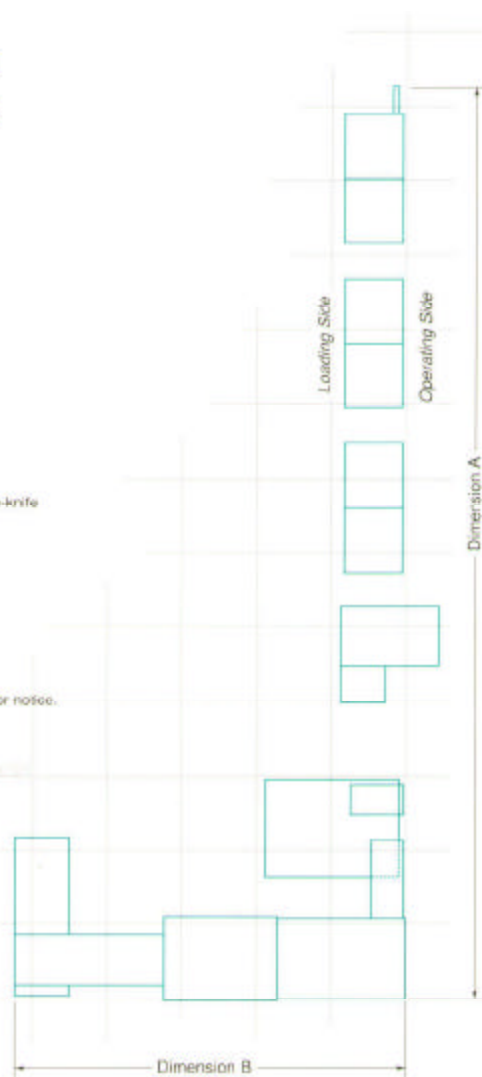 Loading Side
Operating Side
Dimension A
-knife
or notice.
Dimension B